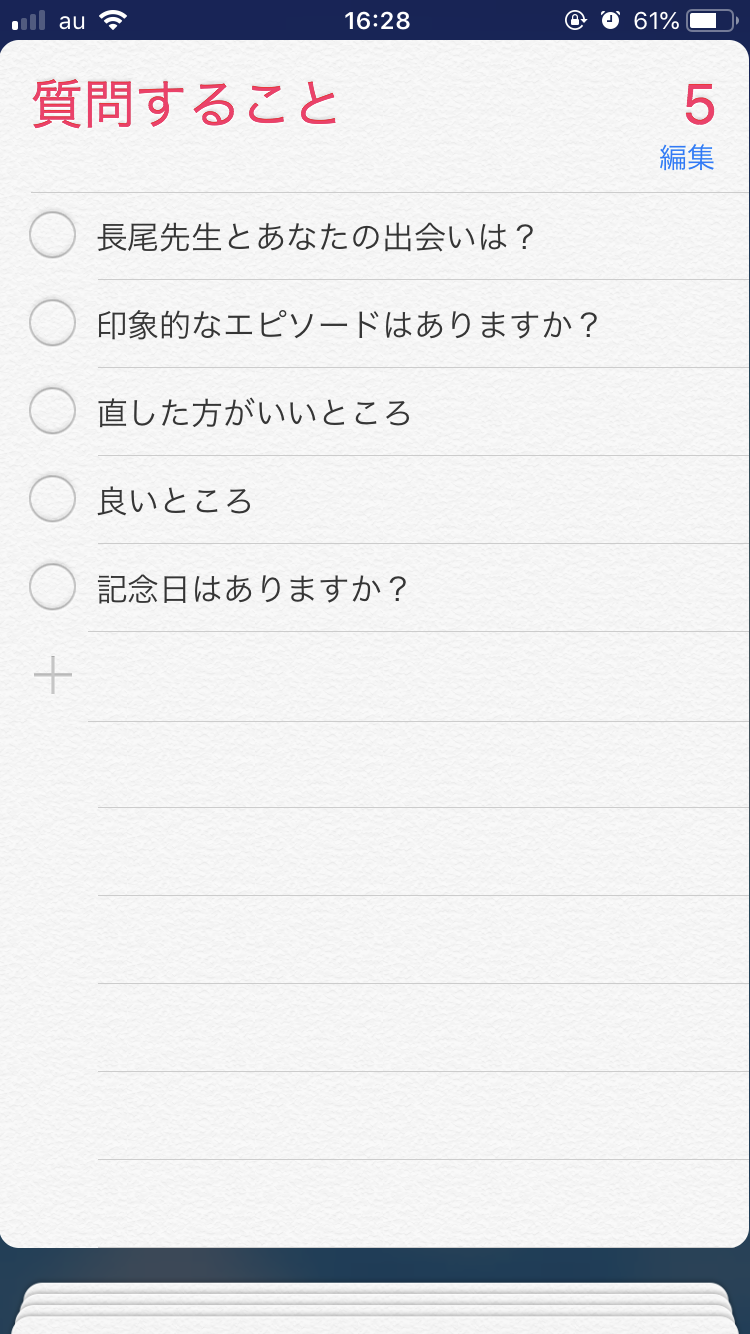 au 16:28 61%
質問すること 5
編集
長尾先生とあなたの出会いは？
印象的なエピソードはありますか？
直した方がいいところ
良いところ
記念日はありますか？